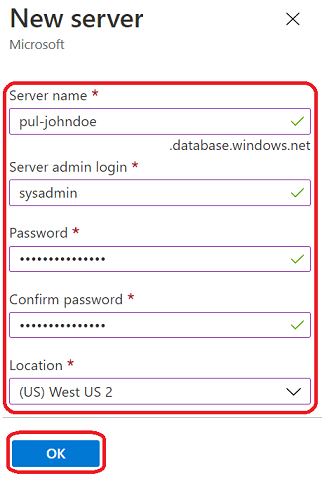 New server
Microsoft
Server name *
pul-johndoe
.database.windows.net
Server admin login *
sysadmin
Password *
•••••••••••••••
Confirm password *
•••••••••••••••
Location *
(US) West US 2
OK